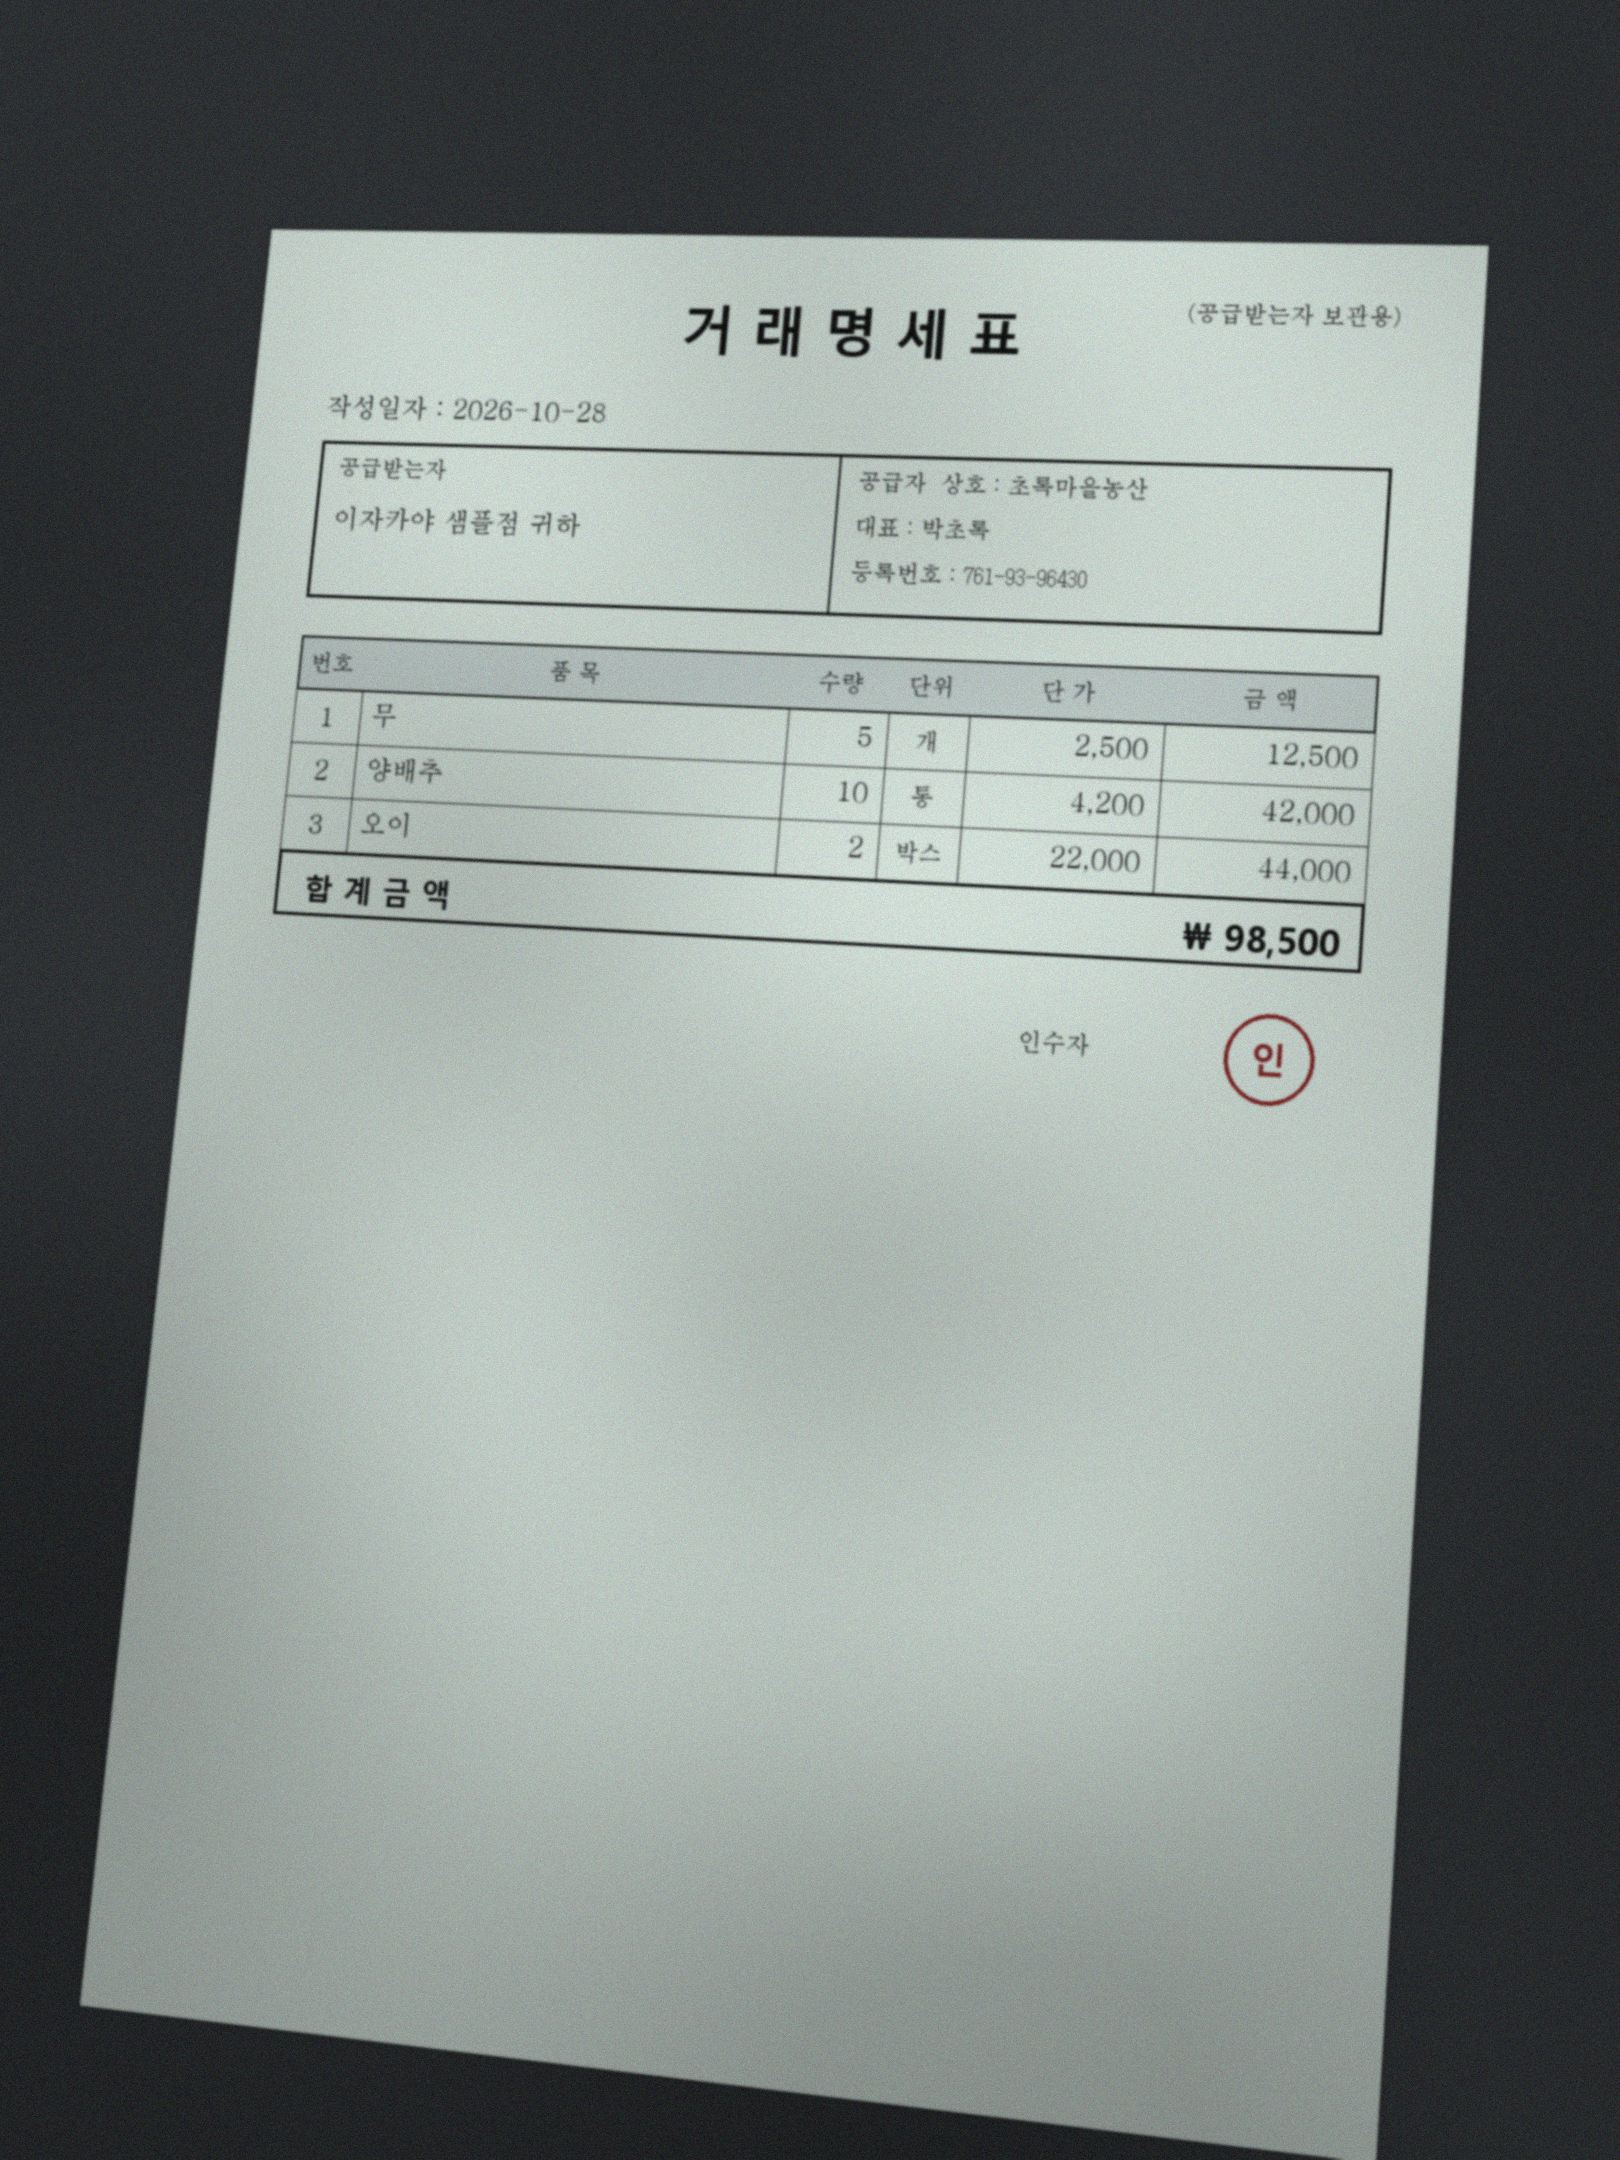 거래명세표
(공급받는자 보관용)
작성일자 : 2026-10-28
공급받는자
이자카야 샘플점 귀하
공급자 상호 : 초록마을농산
대표 : 박초록
등록번호 : 761-93-96430
번호 품 목 수량 단위 단 가 금 액
1 무 5 개 2,500 12,500
2 양배추 10 통 4,200 42,000
3 오이 2 박스 22,000 44,000
합 계 금 액 ₩ 98,500
인수자 인